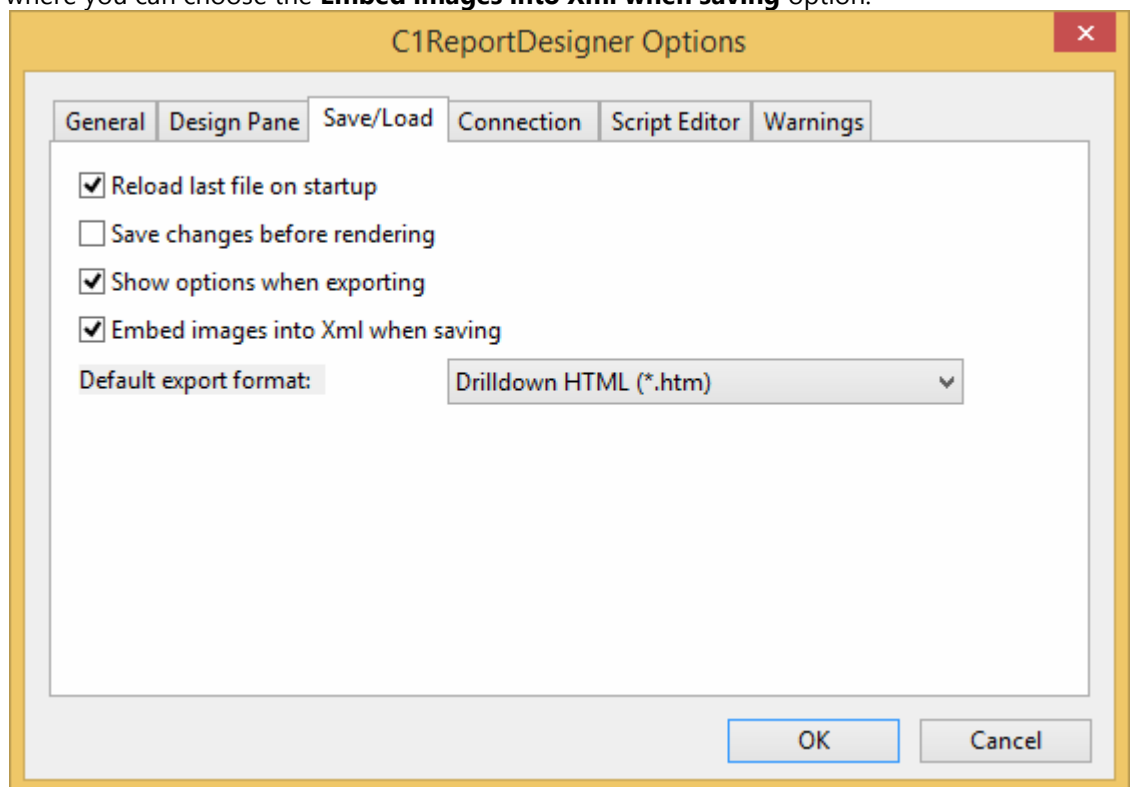 where you can choose the Embed images into Xml when saving option.
C1ReportDesigner Options
General Design Pane Save/Load Connection Script Editor Warnings
Reload last file on startup
Save changes before rendering
Show options when exporting
Embed images into Xml when saving
Default export format: Drilldown HTML (*.htm)
OK Cancel